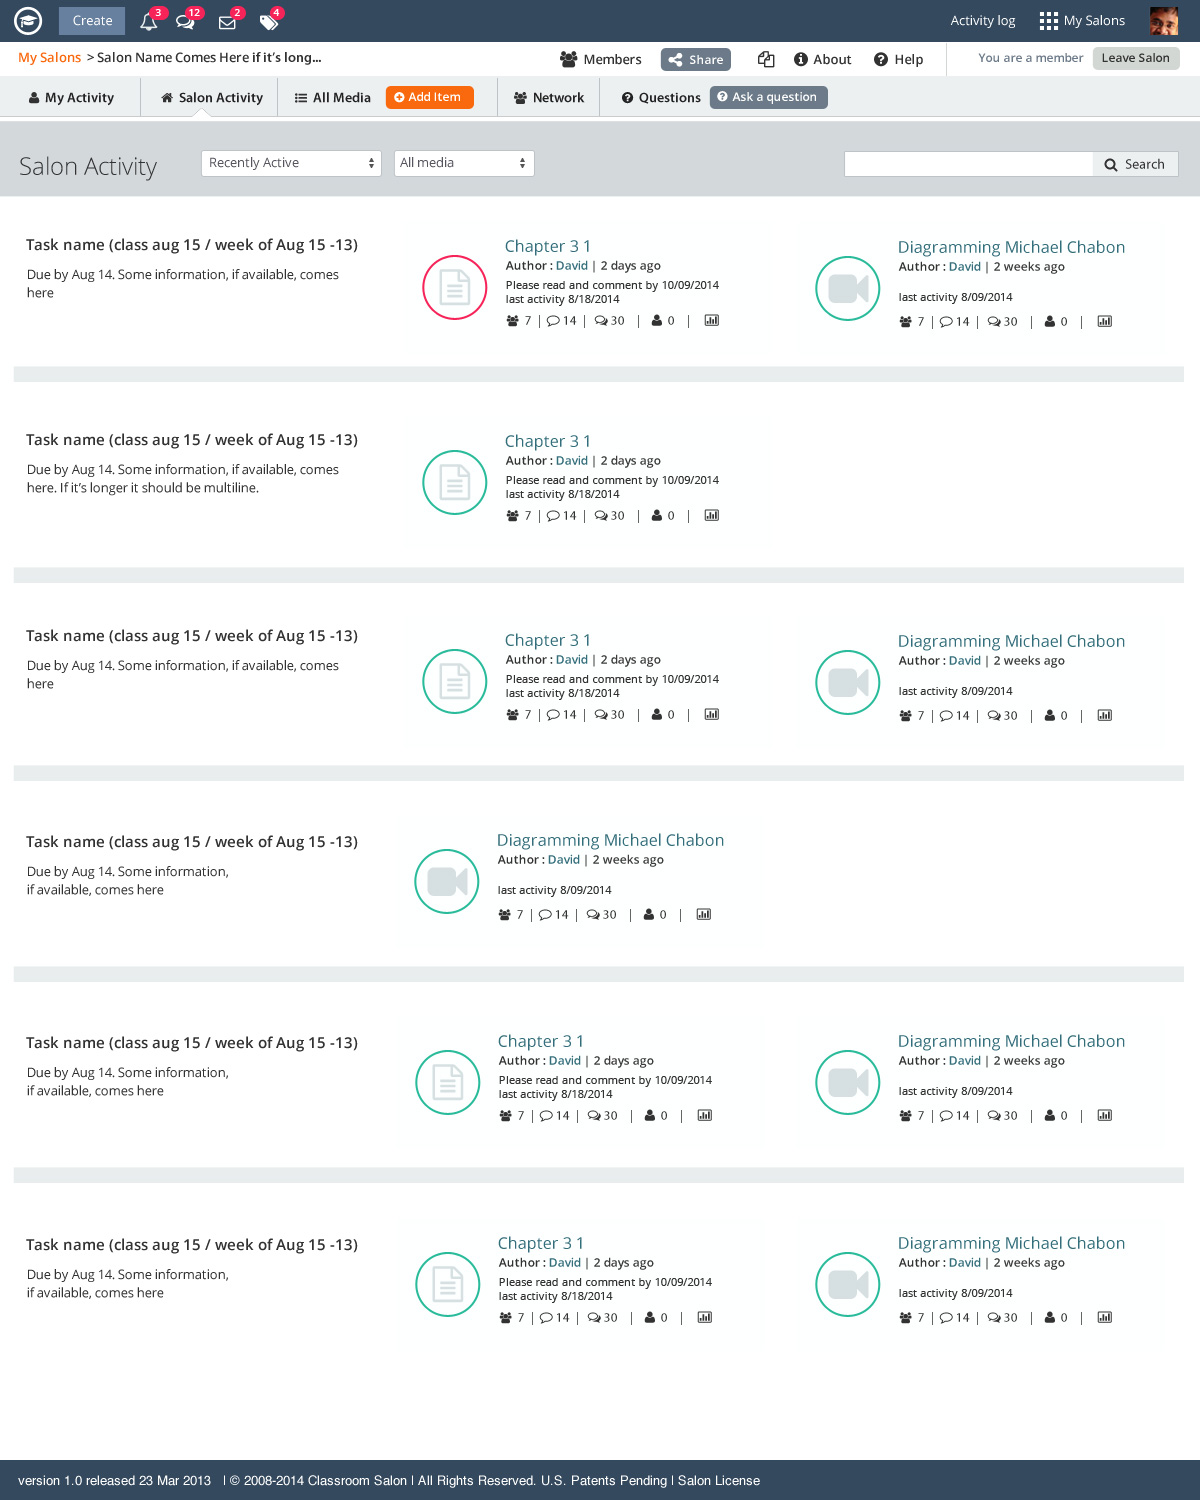 Create 3 12 2 4 Activity log My Salons
My Salons > Salon Name Comes Here if it's long... Members Share About Help You are a member Leave Salon
My Activity Salon Activity All Media Add Item Network Questions Ask a question
Salon Activity Recently Active All media Search
Task name (class aug 15 / week of Aug 15 -13)
Due by Aug 14. Some information, if available, comes
here
Chapter 3 1
Author : David | 2 days ago
Please read and comment by 10/09/2014
last activity 8/18/2014
7 | 14 | 30 | 0 |
Diagramming Michael Chabon
Author : David | 2 weeks ago
last activity 8/09/2014
7 | 14 | 30 | 0 |
Task name (class aug 15 / week of Aug 15 -13)
Due by Aug 14. Some information, if available, comes
here. If it's longer it should be multiline.
Chapter 3 1
Author : David | 2 days ago
Please read and comment by 10/09/2014
last activity 8/18/2014
7 | 14 | 30 | 0 |
Task name (class aug 15 / week of Aug 15 -13)
Due by Aug 14. Some information, if available, comes
here
Chapter 3 1
Author : David | 2 days ago
Please read and comment by 10/09/2014
last activity 8/18/2014
7 | 14 | 30 | 0 |
Diagramming Michael Chabon
Author : David | 2 weeks ago
last activity 8/09/2014
7 | 14 | 30 | 0 |
Task name (class aug 15 / week of Aug 15 -13)
Due by Aug 14. Some information,
if available, comes here
Diagramming Michael Chabon
Author : David | 2 weeks ago
last activity 8/09/2014
7 | 14 | 30 | 0 |
Task name (class aug 15 / week of Aug 15 -13)
Due by Aug 14. Some information,
if available, comes here
Chapter 3 1
Author : David | 2 days ago
Please read and comment by 10/09/2014
last activity 8/18/2014
7 | 14 | 30 | 0 |
Diagramming Michael Chabon
Author : David | 2 weeks ago
last activity 8/09/2014
7 | 14 | 30 | 0 |
Task name (class aug 15 / week of Aug 15 -13)
Due by Aug 14. Some information,
if available, comes here
Chapter 3 1
Author : David | 2 days ago
Please read and comment by 10/09/2014
last activity 8/18/2014
7 | 14 | 30 | 0 |
Diagramming Michael Chabon
Author : David | 2 weeks ago
last activity 8/09/2014
7 | 14 | 30 | 0 |
version 1.0 released 23 Mar 2013 | © 2008-2014 Classroom Salon | All Rights Reserved. U.S. Patents Pending | Salon License